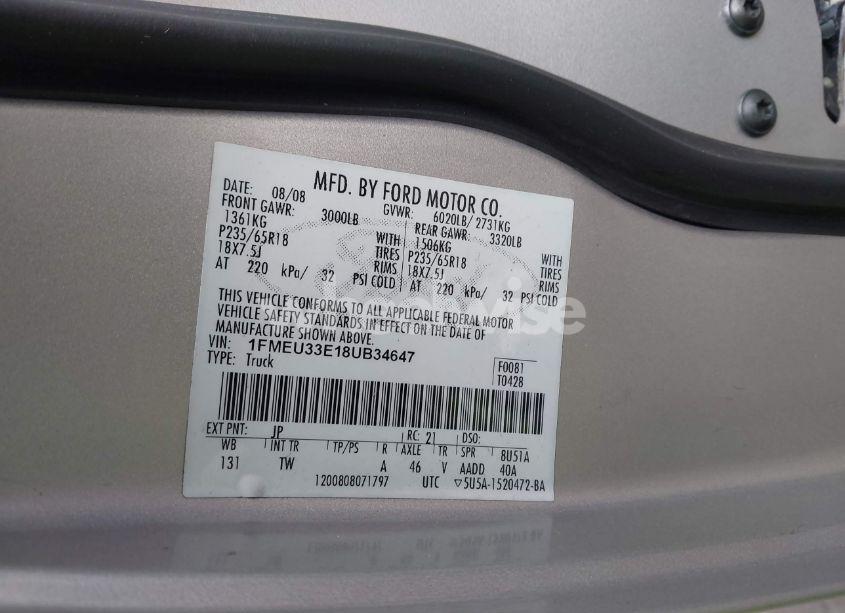 MFD. BY FORD MOTOR CO.
DATE: 08/08 GVWR: 6020LB/ 2731KG
FRONT GAWR: 3000LB REAR GAWR: 3320LB
1361KG WITH 1506KG WITH
P235/65R18 TIRES P235/65R18 TIRES
18X7.5J RIMS 18X7.5J RIMS
AT 220 kPa/ 32 PSI COLD AT 220 kPa/ 32 PSI COLD
THIS VEHICLE CONFORMS TO ALL APPLICABLE FEDERAL MOTOR
VEHICLE SAFETY STANDARDS IN EFFECT ON THE DATE OF
MANUFACTURE SHOWN ABOVE.
VIN: 1FMEU33E18UB34647
TYPE: Truck
F0081
T0428
EXT PNT: JP RC: 21 DSO:
WB INT TR TP/PS R AXLE TR SPR 8U51A
131 TW A 46 V AADD 40A
1200808071797 UTC ▽5U5A-1520472-BA